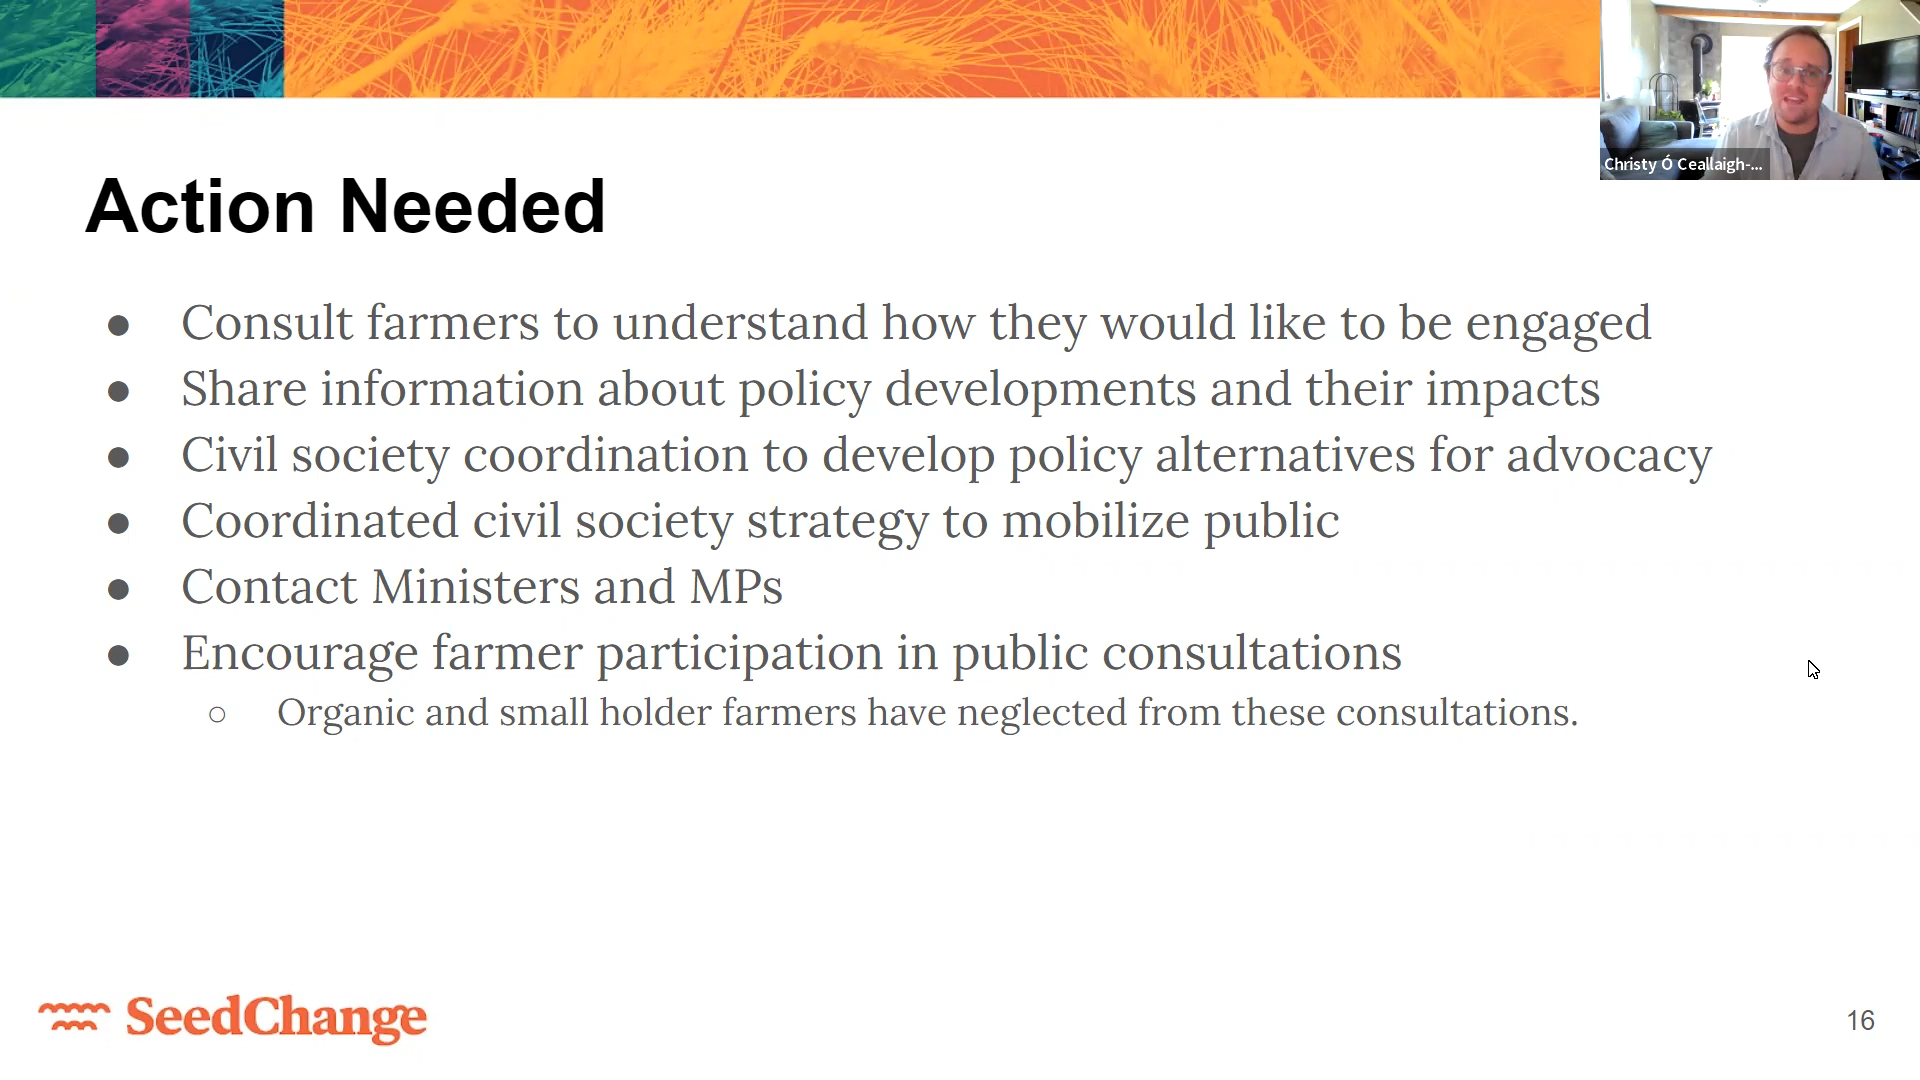 Christy Ó Ceallaigh-...
Action Needed
● Consult farmers to understand how they would like to be engaged
● Share information about policy developments and their impacts
● Civil society coordination to develop policy alternatives for advocacy
● Coordinated civil society strategy to mobilize public
● Contact Ministers and MPs
● Encourage farmer participation in public consultations
○ Organic and small holder farmers have neglected from these consultations.
SeedChange
16